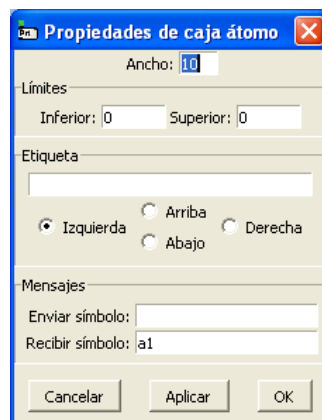 Prl Propiedades de caja átomo
Ancho: 10
Límites
Inferior: 0 Superior: 0
Etiqueta
Izquierda Arriba Abajo Derecha
Mensajes
Enviar símbolo:
Recibir símbolo: a1
Cancelar Aplicar OK